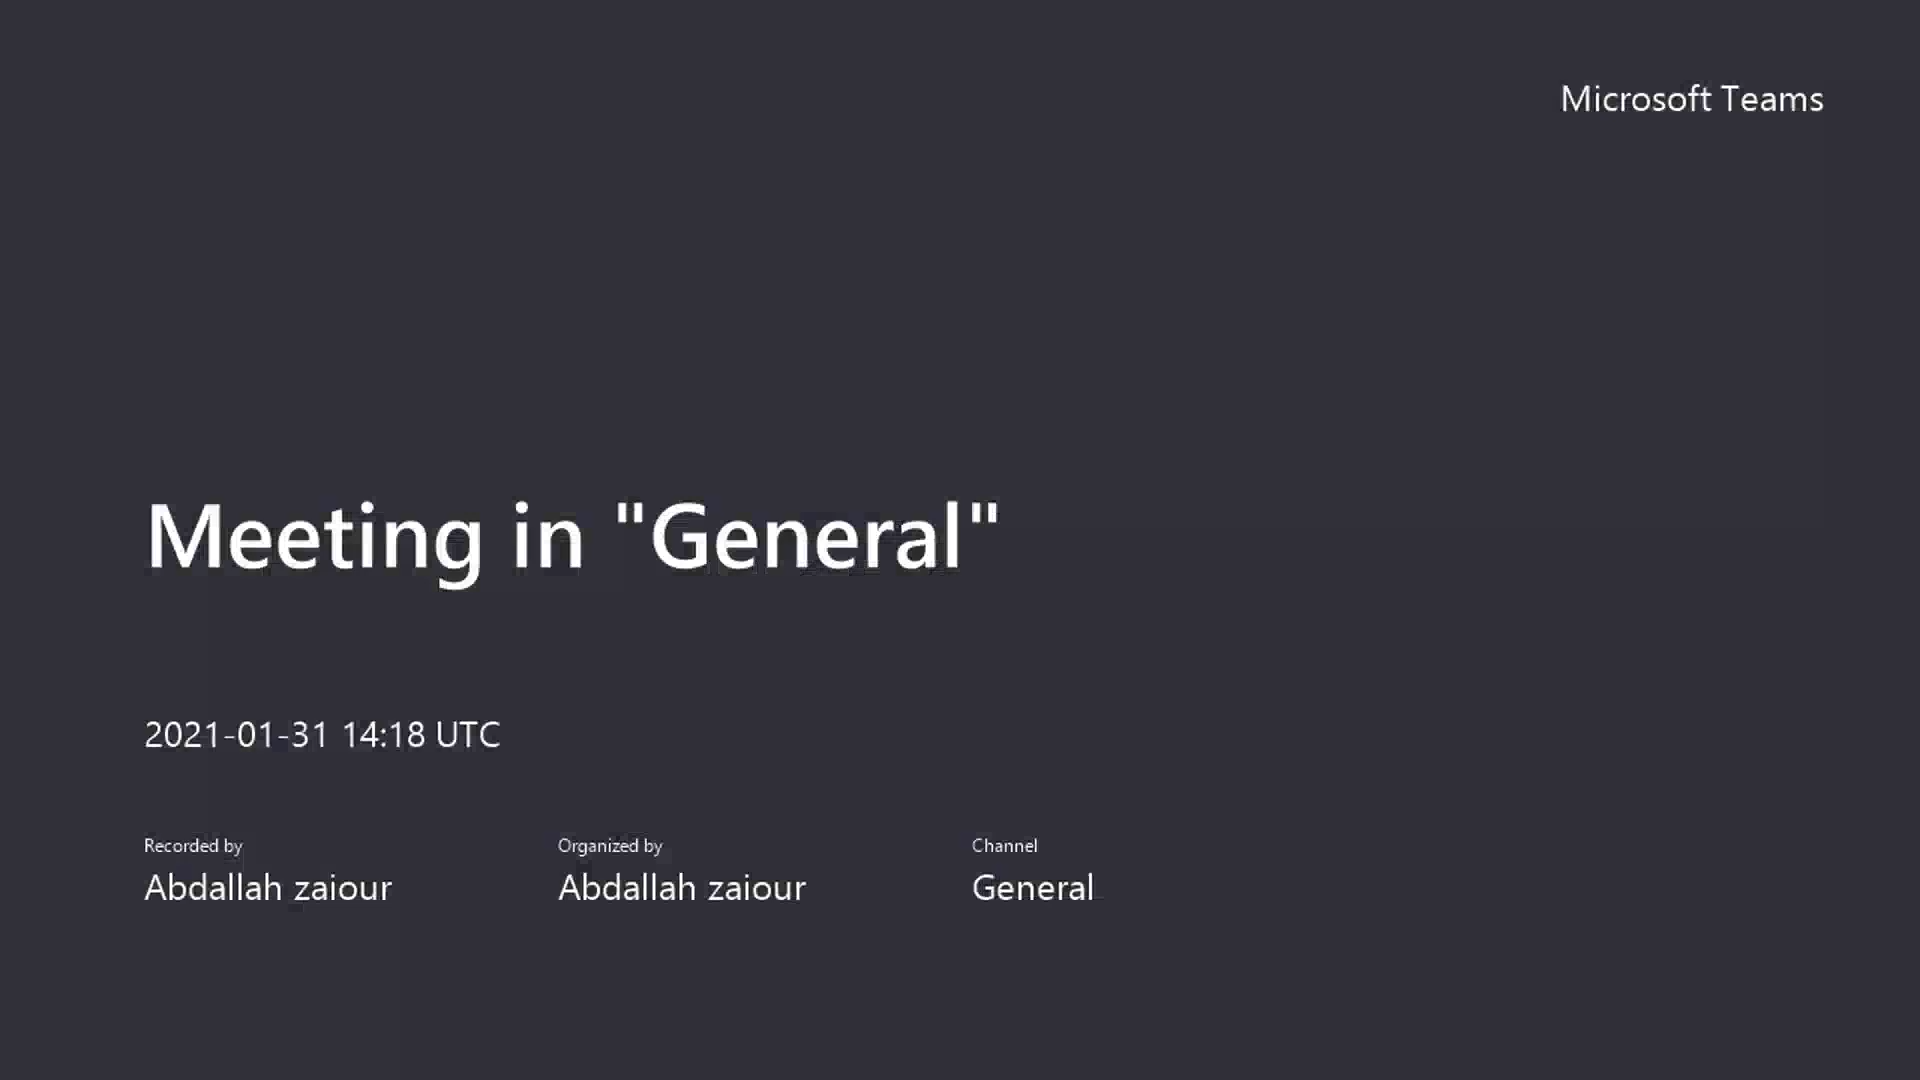 Microsoft Teams
Meeting in "General"
2021-01-31 14:18 UTC
Recorded by
Abdallah zaiour
Organized by
Abdallah zaiour
Channel
General